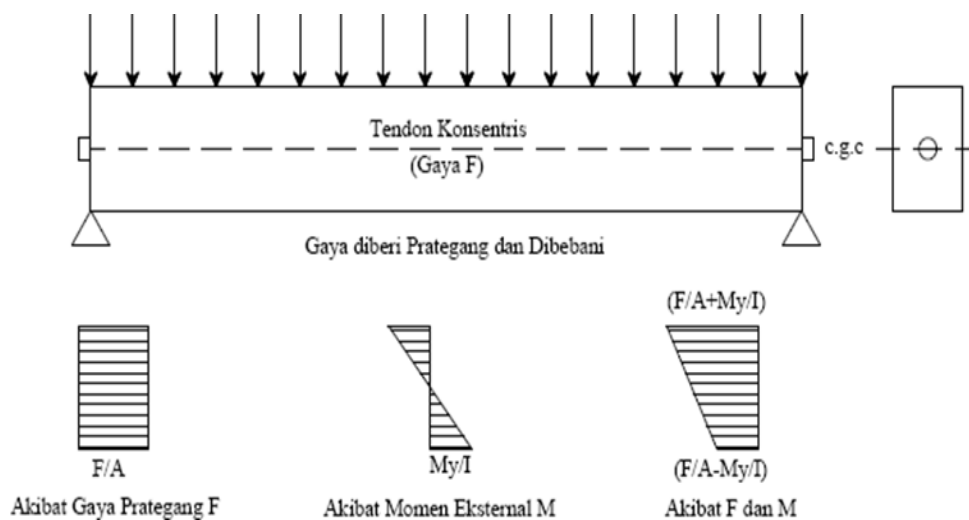 Tendon Konsentris
(Gaya F)
c.g.c
Gaya diberi Prategang dan Dibebani
(F/A+My/I)
F/A
My/I
(F/A-My/I)
Akibat Gaya Prategang F
Akibat Momen Eksternal M
Akibat F dan M